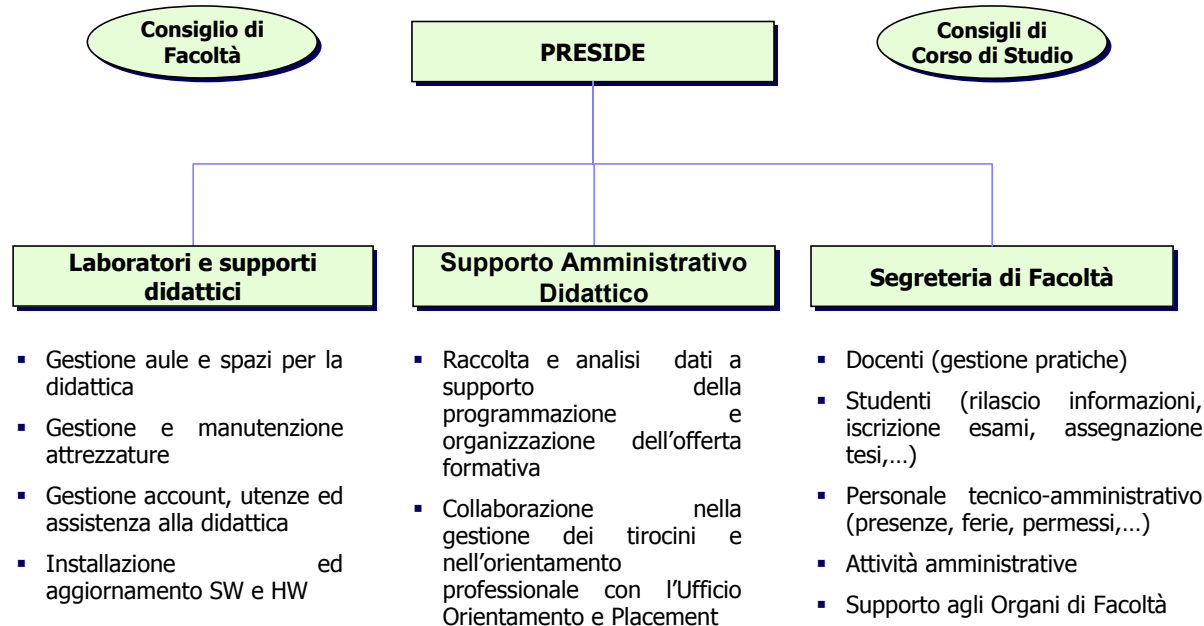 Consiglio di
Facoltà
PRESIDE
Consigli di
Corso di Studio
Laboratori e supporti
didattici
Supporto Amministrativo
Didattico
Segreteria di Facoltà
▪ Gestione aule e spazi per la
didattica
▪ Gestione e manutenzione
attrezzature
▪ Gestione account, utenze ed
assistenza alla didattica
▪ Installazione ed
aggiornamento SW e HW
▪ Raccolta e analisi dati a
supporto della
programmazione e
organizzazione dell'offerta
formativa
▪ Collaborazione nella
gestione dei tirocini e
nell'orientamento
professionale con l'Ufficio
Orientamento e Placement
▪ Docenti (gestione pratiche)
▪ Studenti (rilascio informazioni,
iscrizione esami, assegnazione
tesi,...)
▪ Personale tecnico-amministrativo
(presenze, ferie, permessi,...)
▪ Attività amministrative
▪ Supporto agli Organi di Facoltà